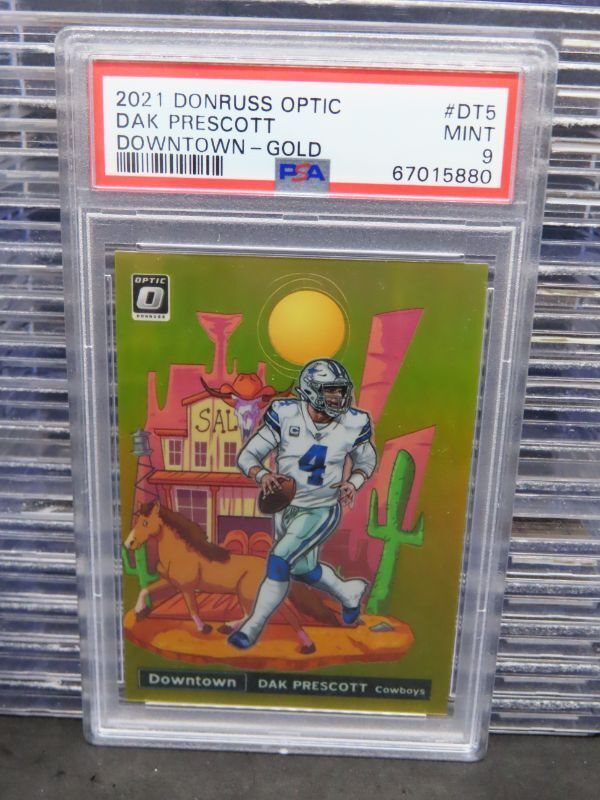 2021 DONRUSS OPTIC #DT5
DAK PRESCOTT MINT
DOWNTOWN - GOLD 9
PSA 67015880
OPTIC
O
DONRUSS
SAL
4
C
Downtown DAK PRESCOTT Cowboys